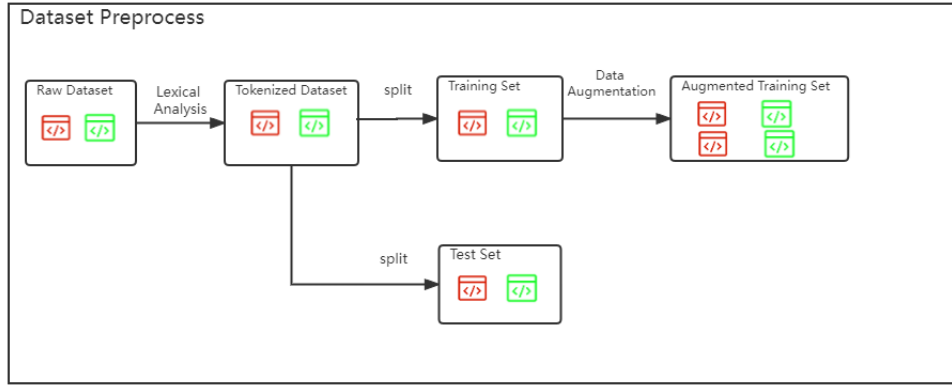 Dataset Preprocess
Raw Dataset
</>
</>
Lexical
Analysis
Tokenized Dataset
</>
</>
split
Training Set
</>
</>
Data
Augmentation
Augmented Training Set
</>
</>
</>
</>
split
Test Set
</>
</>